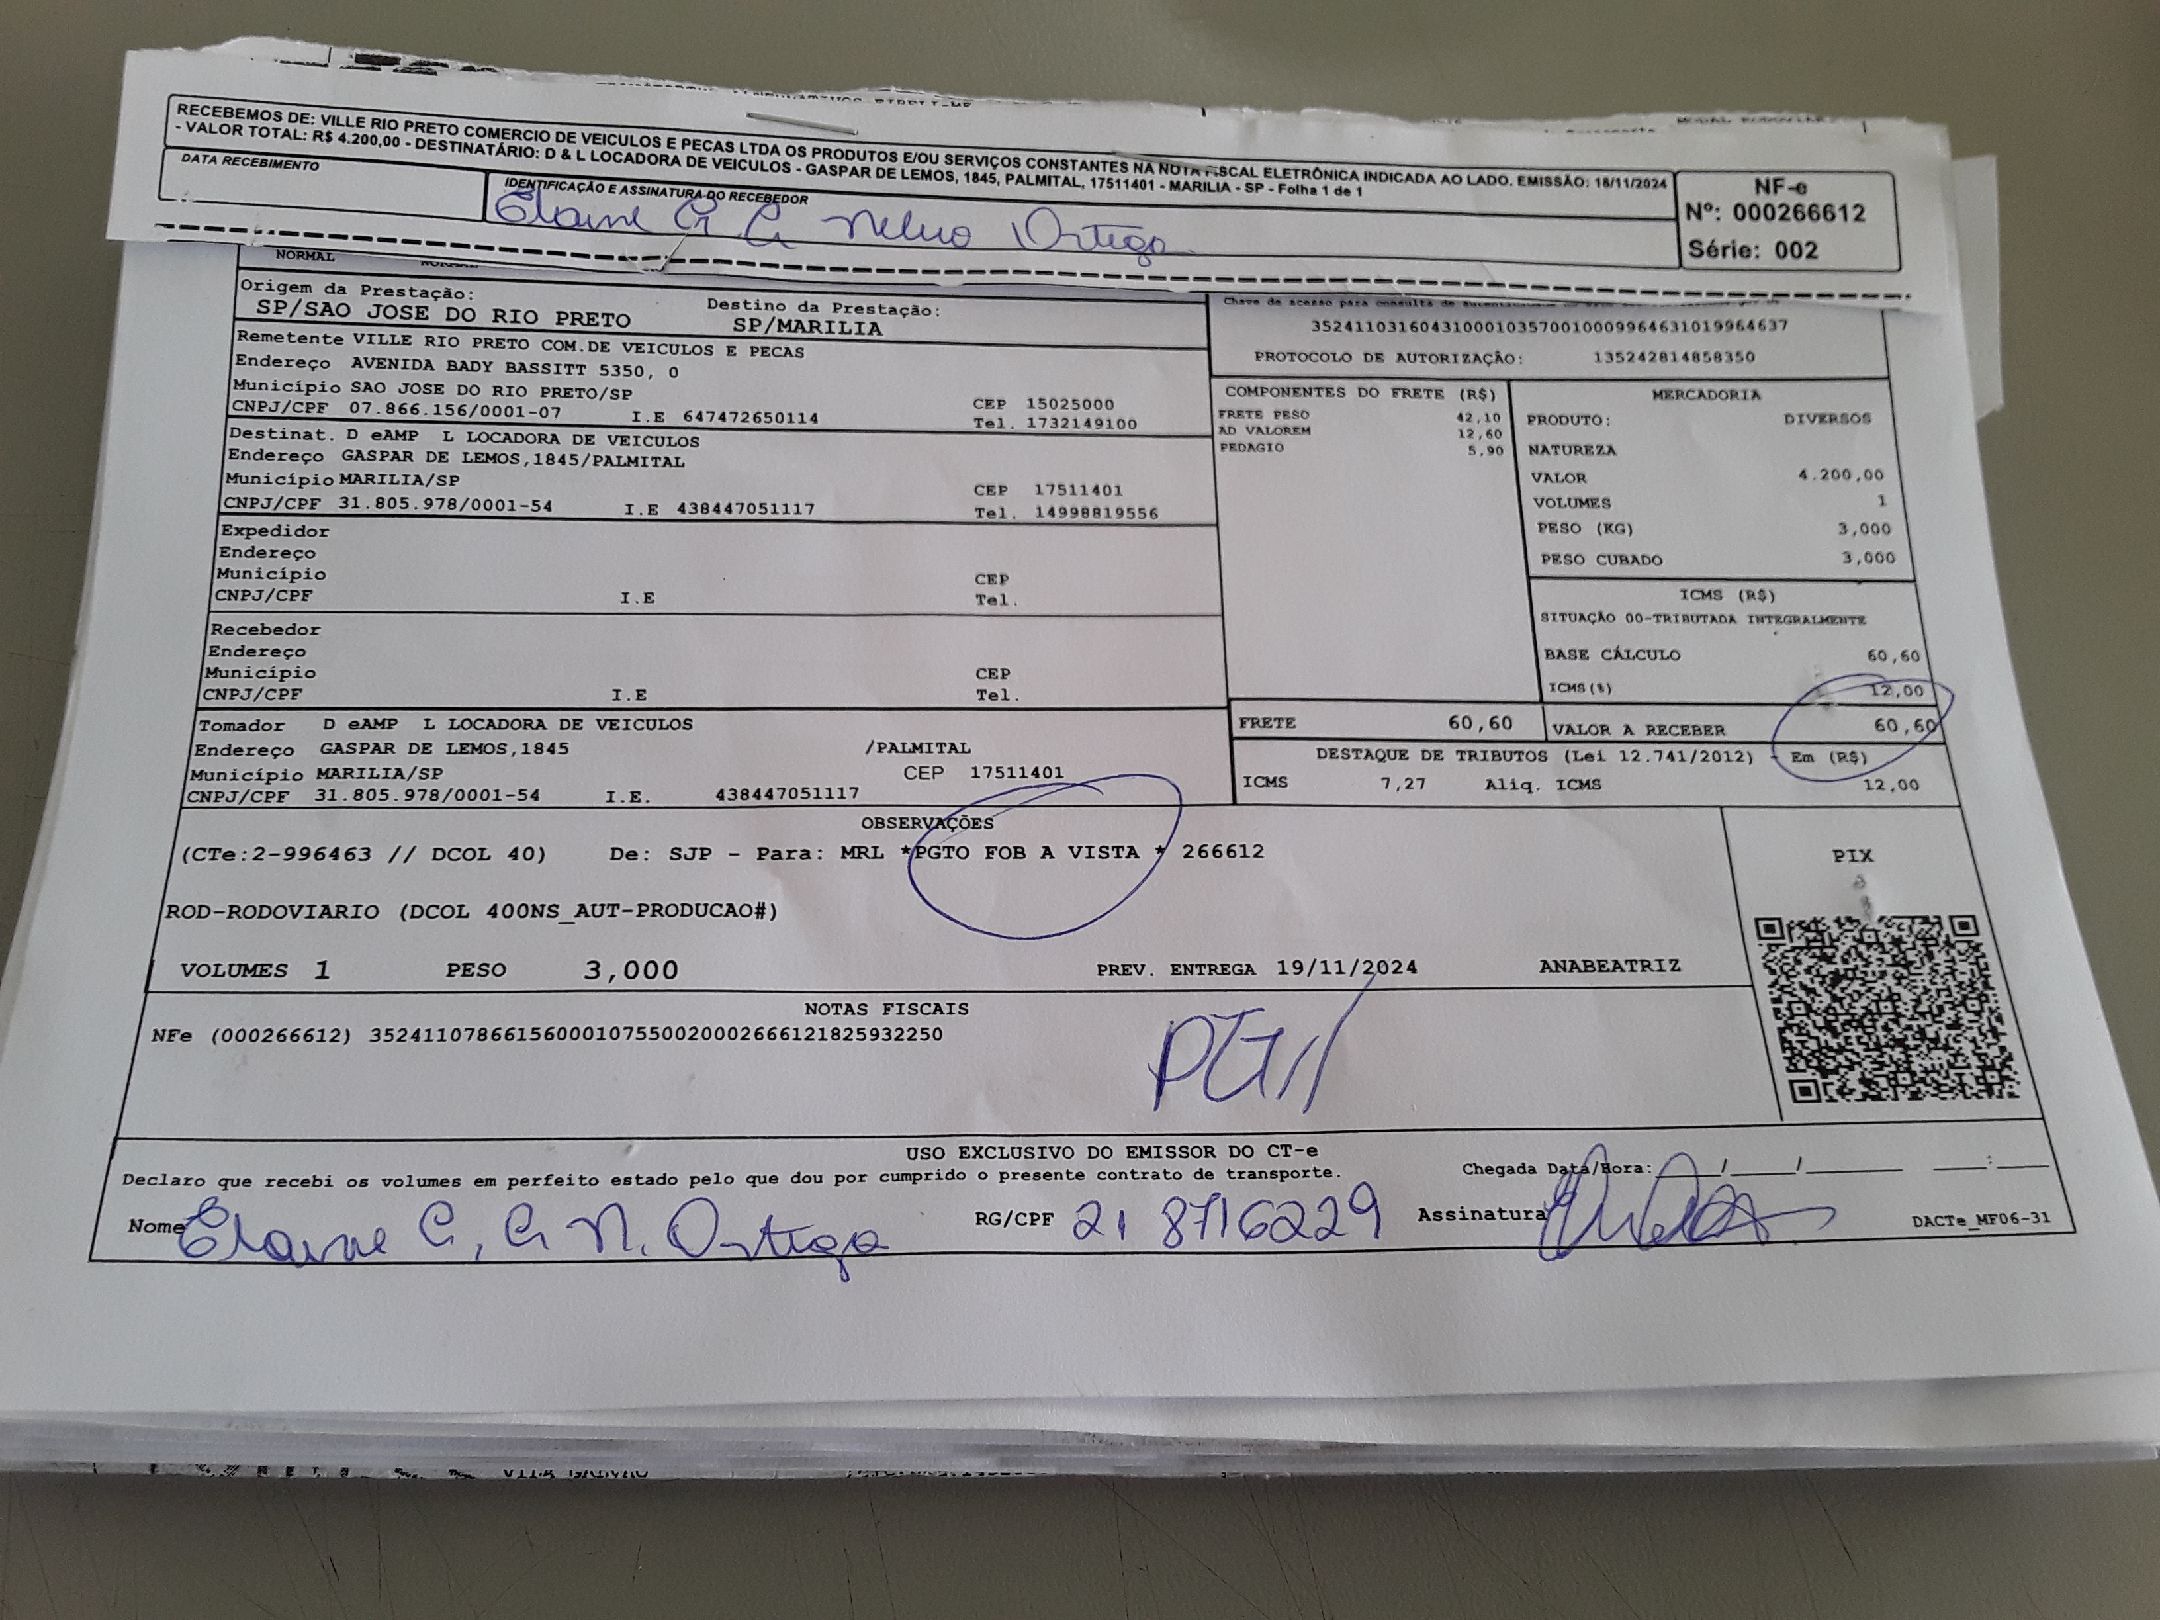 RECEBEMOS DE: VILLE RIO PRETO COMERCIO DE VEICULOS E PECAS LTDA OS PRODUTOS E/OU SERVIÇOS CONSTANTES NA NOTA FISCAL ELETRÔNICA INDICADA AO LADO. EMISSÃO: 18/11/2024
- VALOR TOTAL: R$ 4.200,00 - DESTINATÁRIO: D & L LOCADORA DE VEICULOS - GASPAR DE LEMOS, 1845, PALMITAL, 17511401 - MARILIA - SP - Folha 1 de 1
DATA RECEBIMENTO
IDENTIFICAÇÃO E ASSINATURA DO RECEBEDOR
Elaine G. G. Ortega
NF-e
Nº: 000266612
Série: 002
NORMAL
Origem da Prestação:
SP/SAO JOSE DO RIO PRETO
Destino da Prestação:
SP/MARILIA
Remetente VILLE RIO PRETO COM.DE VEICULOS E PECAS
Endereço AVENIDA BADY BASSITT 5350, 0
Município SAO JOSE DO RIO PRETO/SP CEP 15025000
CNPJ/CPF 07.866.156/0001-07 I.E 647472650114 Tel. 1732149100
Destinat. D eAMP L LOCADORA DE VEICULOS
Endereço GASPAR DE LEMOS,1845/PALMITAL
Município MARILIA/SP CEP 17511401
CNPJ/CPF 31.805.978/0001-54 I.E 438447051117 Tel. 14998819556
Expedidor
Endereço
Município CEP
CNPJ/CPF I.E Tel.
Recebedor
Endereço
Município CEP
CNPJ/CPF I.E Tel.
Tomador D eAMP L LOCADORA DE VEICULOS
Endereço GASPAR DE LEMOS,1845 /PALMITAL
Município MARILIA/SP CEP 17511401
CNPJ/CPF 31.805.978/0001-54 I.E. 438447051117
Chave de acesso para consulta de
35241103160431000103570010009964631019964637
PROTOCOLO DE AUTORIZAÇÃO: 135242814858350
COMPONENTES DO FRETE (R$)
FRETE PESO 42,10
AD VALOREM 12,60
PEDAGIO 5,90
MERCADORIA
PRODUTO: DIVERSOS
NATUREZA
VALOR 4.200,00
VOLUMES 1
PESO (KG) 3,000
PESO CUBADO 3,000
ICMS (R$)
SITUAÇÃO 00-TRIBUTADA INTEGRALMENTE
BASE CÁLCULO 60,60
ICMS(%) 12,00
FRETE 60,60
VALOR A RECEBER 60,60
DESTAQUE DE TRIBUTOS (Lei 12.741/2012) - Em (R$)
ICMS 7,27 Aliq. ICMS 12,00
OBSERVAÇÕES
(CTe:2-996463 // DCOL 40) De: SJP - Para: MRL *PGTO FOB A VISTA * 266612
ROD-RODOVIARIO (DCOL 400NS_AUT-PRODUCAO#)
VOLUMES 1 PESO 3,000 PREV. ENTREGA 19/11/2024 ANABEATRIZ
PIX
NOTAS FISCAIS
NFe (000266612) 35241107866156000107550020002666121825932250
PG//
USO EXCLUSIVO DO EMISSOR DO CT-e
Declaro que recebi os volumes em perfeito estado pelo que dou por cumprido o presente contrato de transporte.
Chegada Data/Hora: / / :
Nome Elaine G. G. N. Ortega
RG/CPF 21 8716229
Assinatura
DACTe_MF06-31